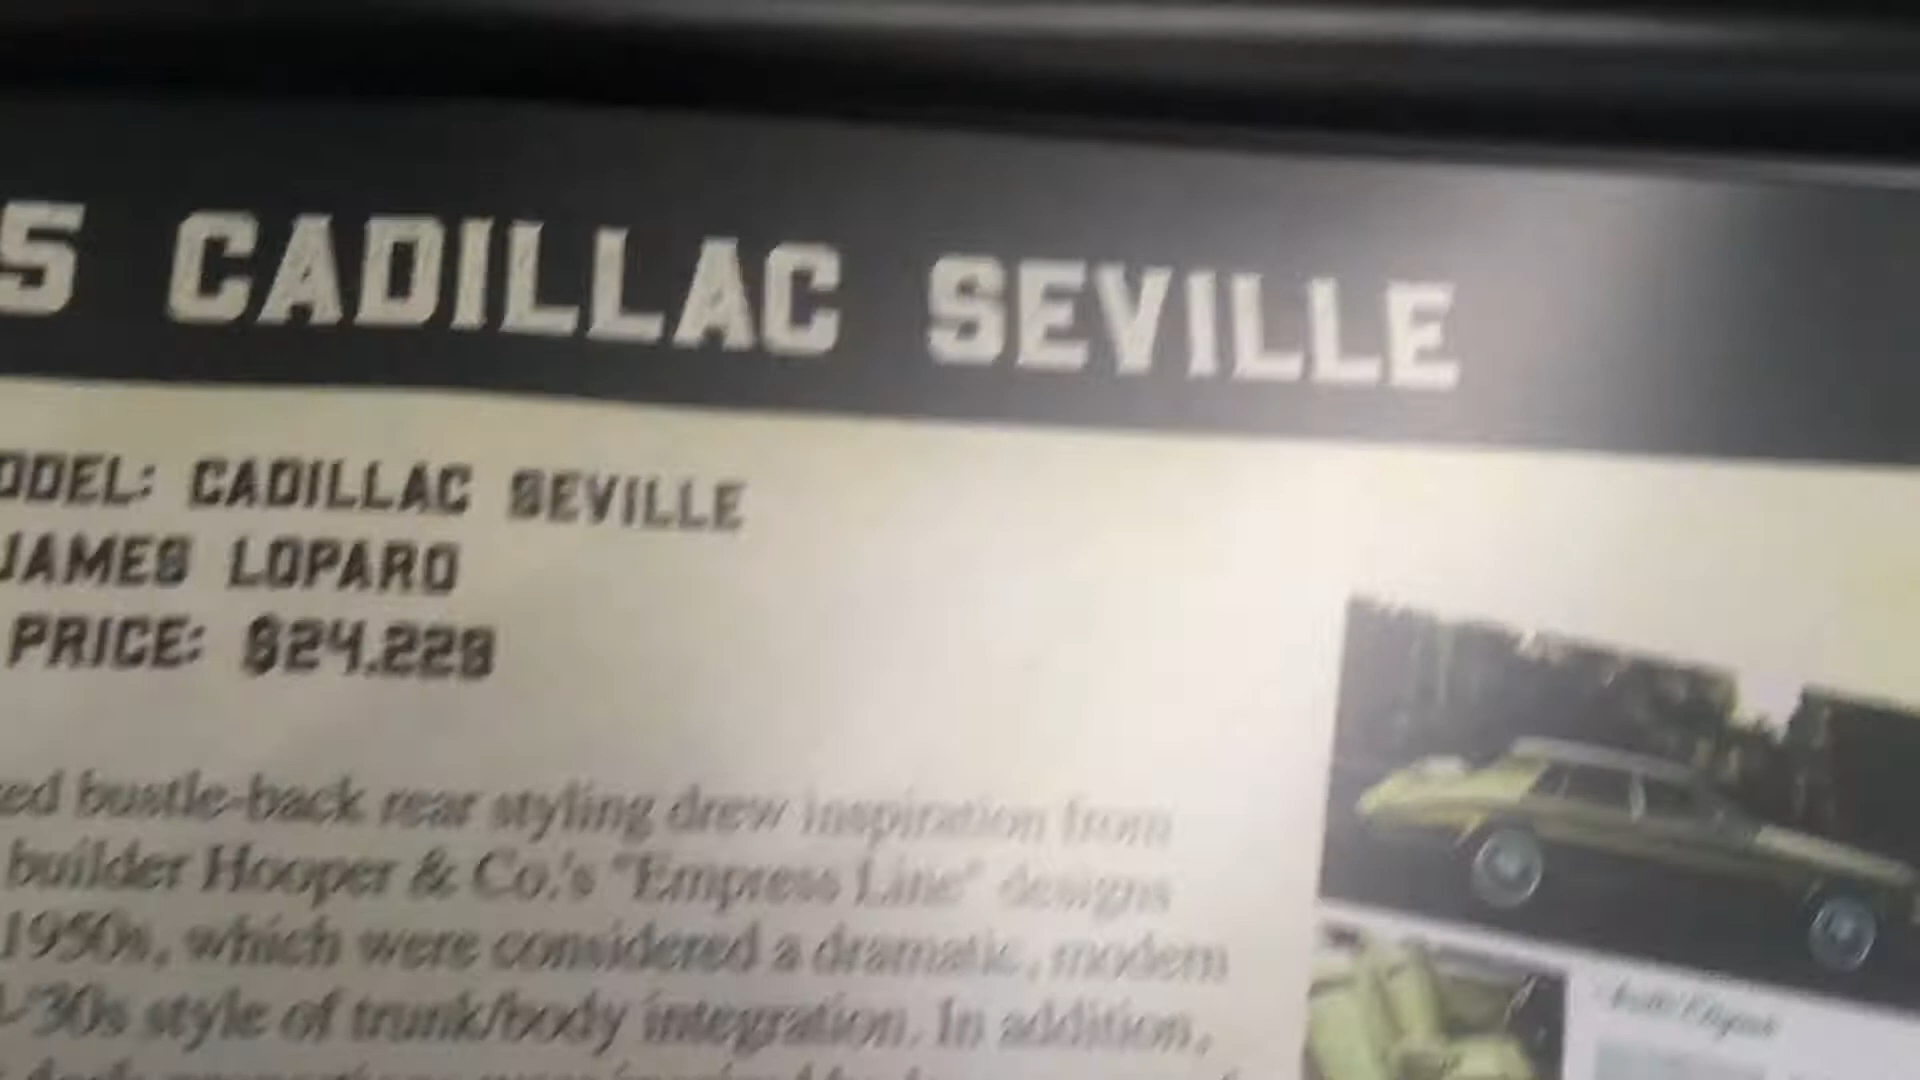 5 CADILLAC SEVILLE
ODEL: CADILLAC SEVILLE
JAMES LOPARO
PRICE: $24.229
ed bustle-back rear styling drew inspiration from
builder Hooper & Co.'s "Empress Line" designs
1950s, which were considered a dramatic, modern
'30s style of trunk/body integration. In addition,